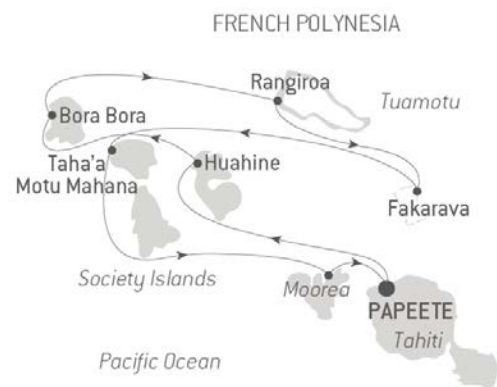 FRENCH POLYNESIA
Rangiroa
Tuamotu
Bora Bora
Taha'a
Motu Mahana
Huahine
Fakarava
Society Islands
Moorea
PAPEETE
Tahiti
Pacific Ocean